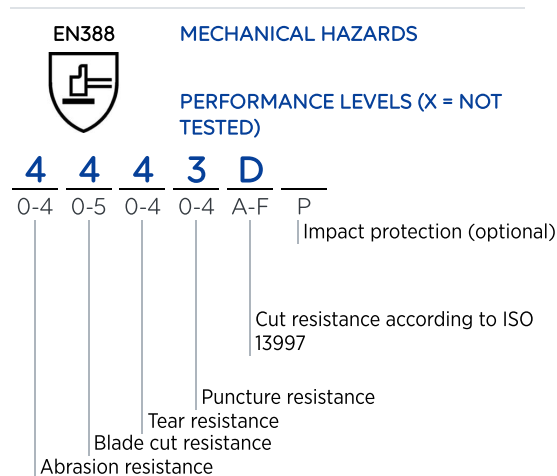 EN388
MECHANICAL HAZARDS
PERFORMANCE LEVELS (X = NOT
TESTED)
4 4 4 3 D
0-4 0-5 0-4 0-4 A-F P
Impact protection (optional)
Cut resistance according to ISO
13997
Puncture resistance
Tear resistance
Blade cut resistance
Abrasion resistance